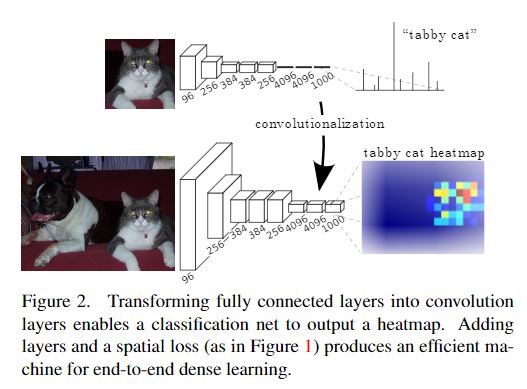 “tabby cat”
96
256
384
384
256
4096
4096
1000
convolutionalization
tabby cat heatmap
96
256
384
384
256
4096
4096
1000
Figure 2. Transforming fully connected layers into convolution
layers enables a classification net to output a heatmap. Adding
layers and a spatial loss (as in Figure 1) produces an efficient ma-
chine for end-to-end dense learning.